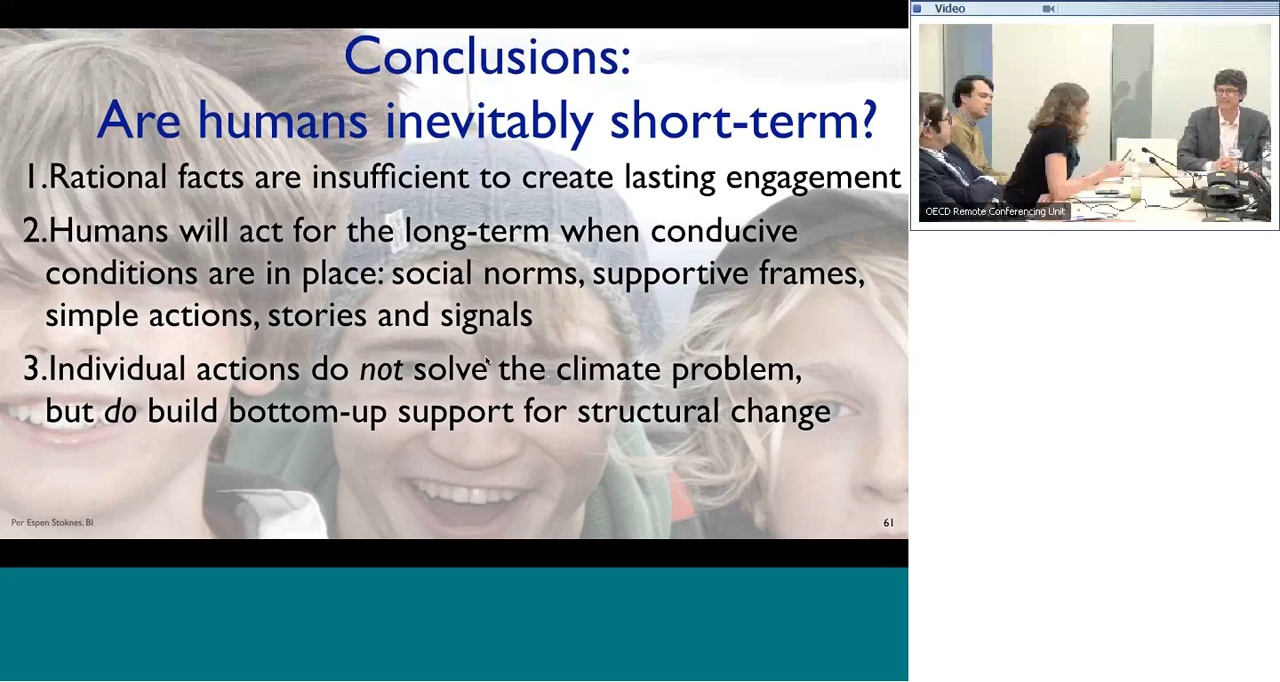 Conclusions:
Are humans inevitably short-term?
1.Rational facts are insufficient to create lasting engagement
2.Humans will act for the long-term when conducive
conditions are in place: social norms, supportive frames,
simple actions, stories and signals
3.Individual actions do not solve the climate problem,
but do build bottom-up support for structural change
Per Espen Stoknes, BI
61
Video
OECD Remote Conferencing Unit